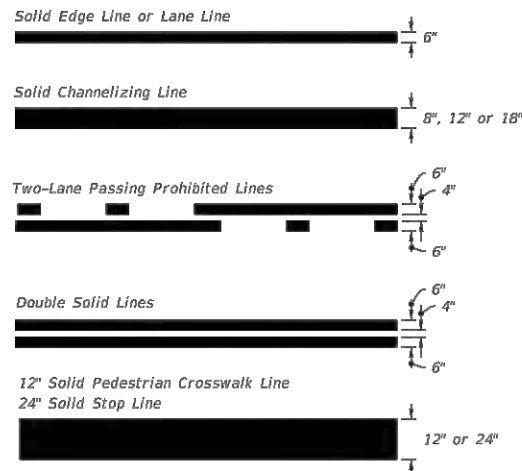 Solid Edge Line or Lane Line
6"
Solid Channelizing Line
8", 12" or 18"
Two-Lane Passing Prohibited Lines
6"
4"
6"
Double Solid Lines
6"
4"
6"
12" Solid Pedestrian Crosswalk Line
24" Solid Stop Line
12" or 24"